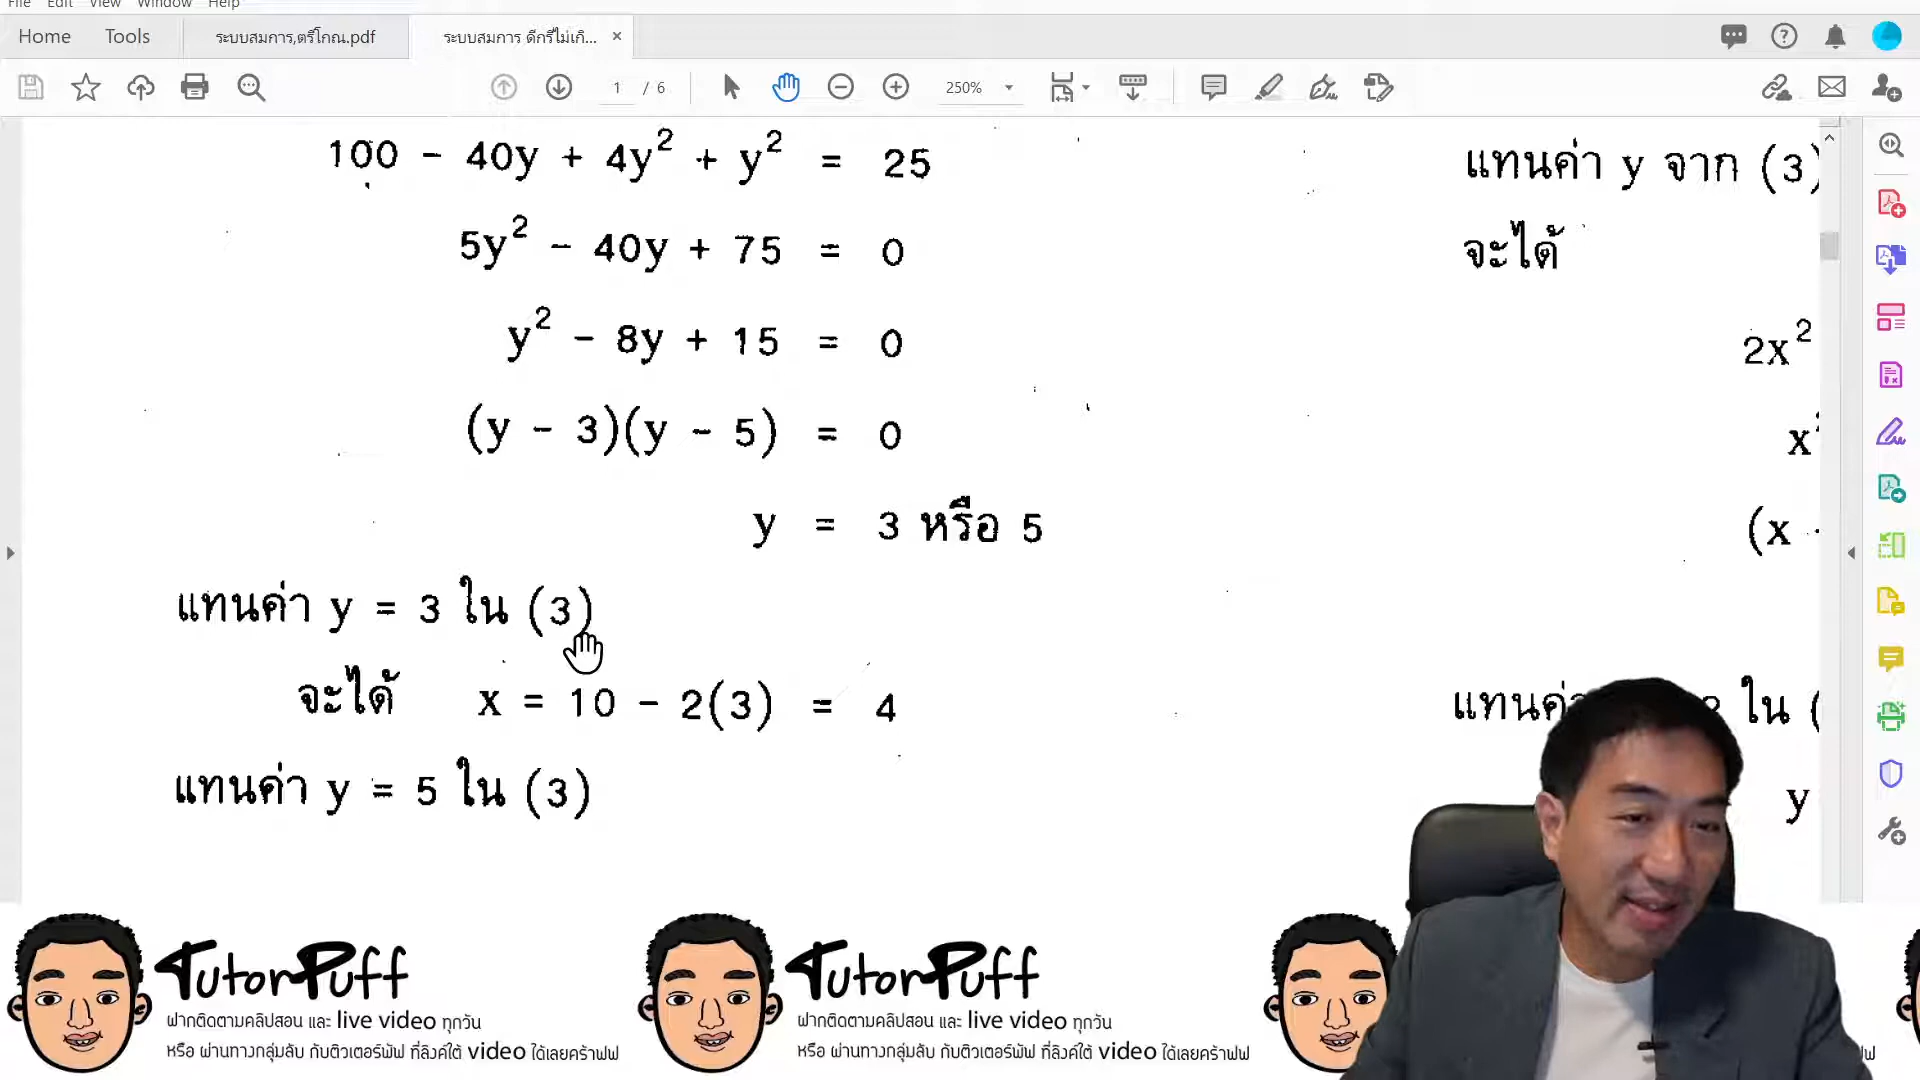 File Edit View Window Help
Home Tools ระบบสมการ,ตรีโกณ.pdf ระบบสมการ ดีกรีไม่เกิ... ×
1 / 6 250%
100 - 40y + 4y² + y² = 25
5y² - 40y + 75 = 0
y² - 8y + 15 = 0
(y - 3)(y - 5) = 0
y = 3 หรือ 5
แทนค่า y = 3 ใน (3)
จะได้ x = 10 - 2(3) = 4
แทนค่า y = 5 ใน (3)
แทนค่า y จาก (3)
จะได้
2x²
x²
(x -
แทนค่า ใน (
y
TutorPuff
ฝากติดตามคลิปสอน และ live video ทุกวัน
หรือ ผ่านทางกลุ่มลับ กับติวเตอร์พัฟ ที่ลิงค์ใต้ video ได้เลยคร้าฟฟ
TutorPuff
ฝากติดตามคลิปสอน และ live video ทุกวัน
หรือ ผ่านทางกลุ่มลับ กับติวเตอร์พัฟ ที่ลิงค์ใต้ video ได้เลยคร้าฟฟ